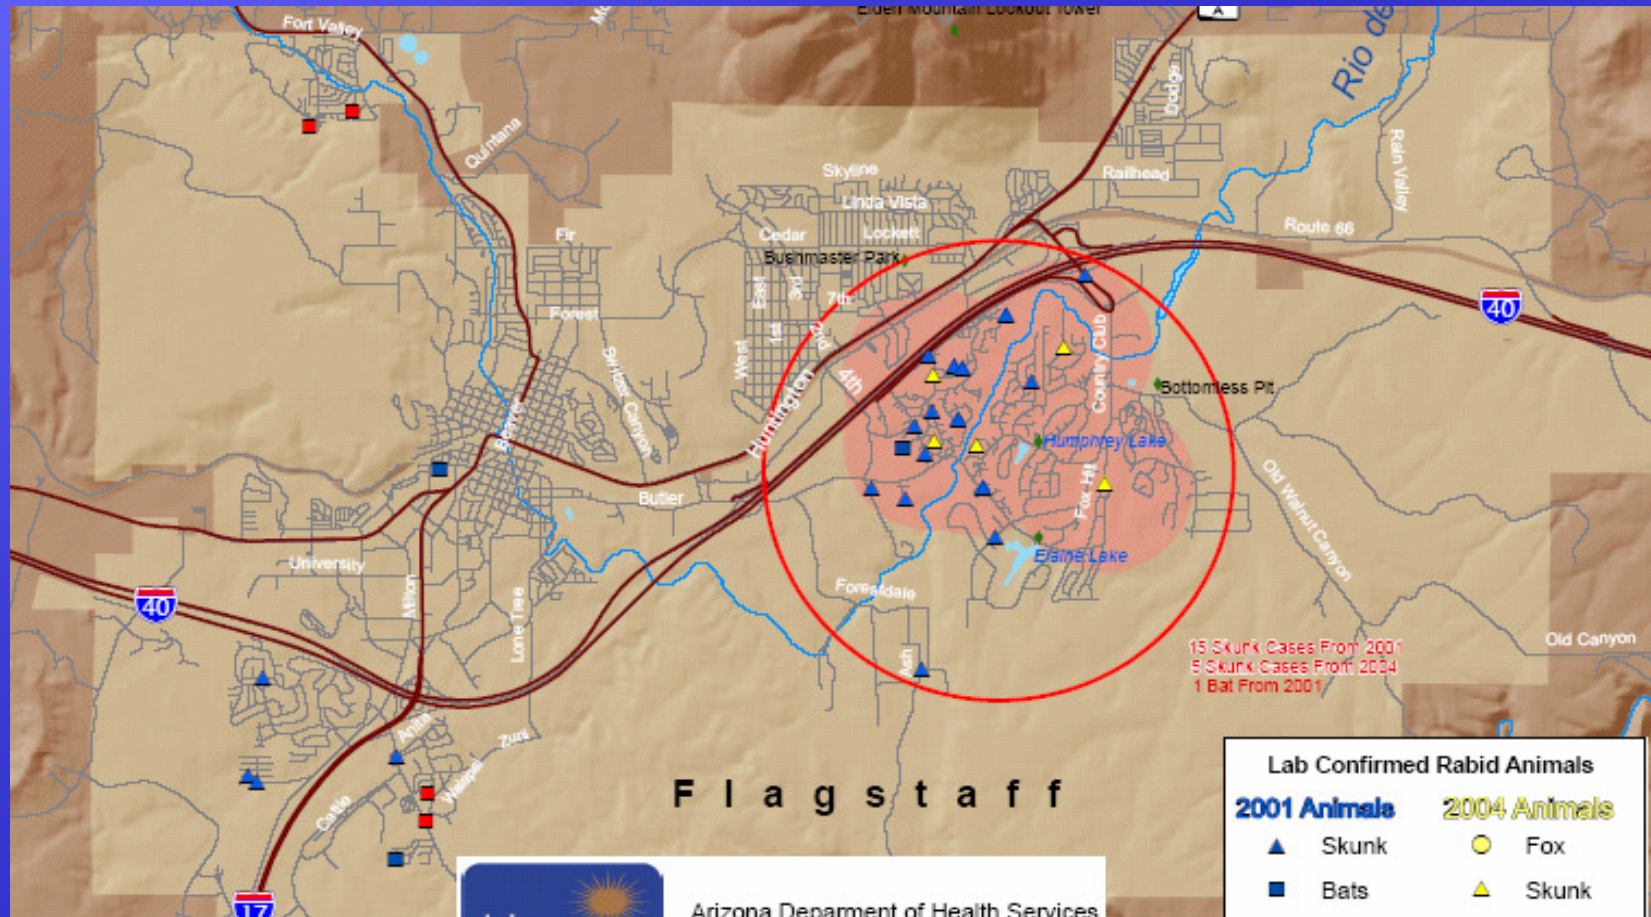 Elden Mountain Lookout Tower
A
Fort Valley
Rio de
Dodge
Quintana
Rain Valley
Skyline
Railhead
Linda Vista
Route 66
Fir
Cedar
Lockett
Bushmaster Park
East
3rd
7th
40
Forest
1st
2nd
West
Switzer Canyon
4th
Country Club
Bottomless Pit
Huntington
Beaver
Humphrey Lake
Butler
Fox Hill
Old Walnut Canyon
University
Elaine Lake
40
Milton
Lone Tree
Forestdale
Old Canyon
Ash
15 Skunk Cases From 2001
5 Skunk Cases From 2004
1 Bat From 2001
Anita
Zuni
Walapai
Cattle
Flagstaff
Lab Confirmed Rabid Animals
2001 Animals
2004 Animals
Skunk
Fox
Bats
Skunk
17
Arizona Deparment of Health Services